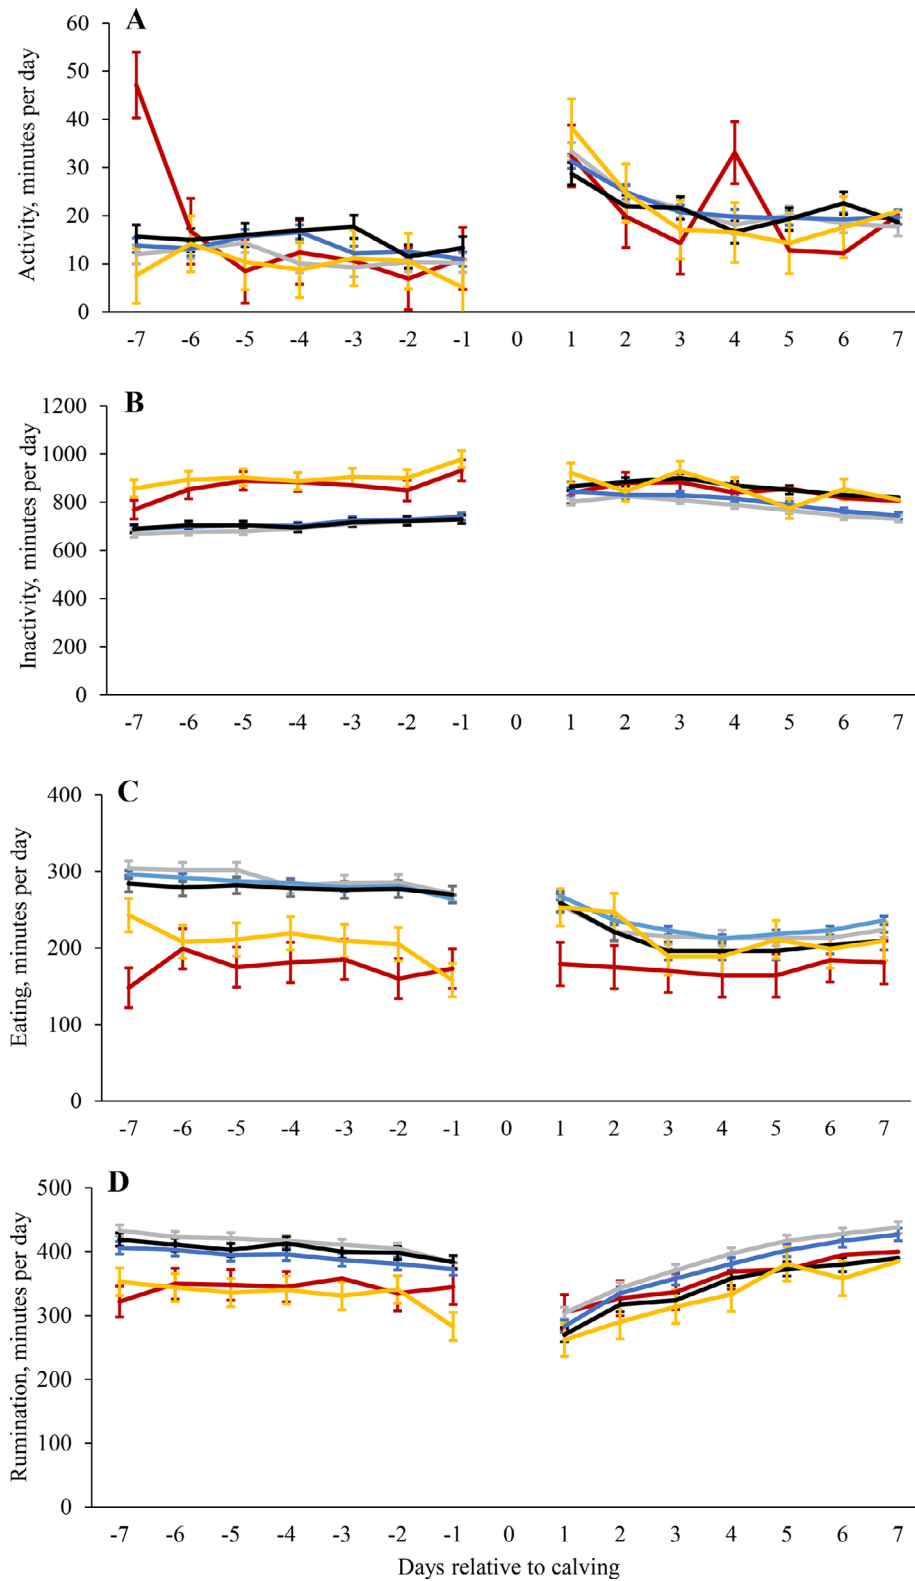 A
Activity, minutes per day
60
50
40
30
20
10
0
-7 -6 -5 -4 -3 -2 -1 0 1 2 3 4 5 6 7
B
Inactivity, minutes per day
1200
1000
800
600
400
200
0
-7 -6 -5 -4 -3 -2 -1 0 1 2 3 4 5 6 7
C
Eating, minutes per day
400
300
200
100
0
-7 -6 -5 -4 -3 -2 -1 0 1 2 3 4 5 6 7
D
Rumination, minutes per day
500
400
300
200
100
0
-7 -6 -5 -4 -3 -2 -1 0 1 2 3 4 5 6 7
Days relative to calving